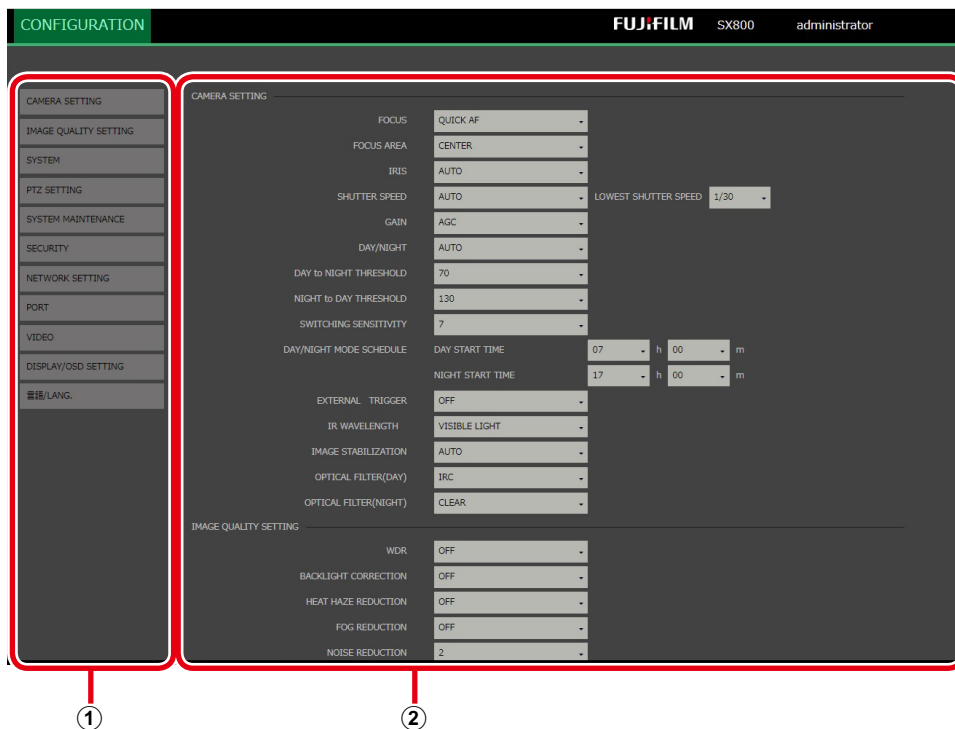 CONFIGURATION
FUJIFILM SX800 administrator
CAMERA SETTING
IMAGE QUALITY SETTING
SYSTEM
PTZ SETTING
SYSTEM MAINTENANCE
SECURITY
NETWORK SETTING
PORT
VIDEO
DISPLAY/OSD SETTING
言語/LANG.
CAMERA SETTING
FOCUS QUICK AF
FOCUS AREA CENTER
IRIS AUTO
SHUTTER SPEED AUTO LOWEST SHUTTER SPEED 1/30
GAIN AGC
DAY/NIGHT AUTO
DAY to NIGHT THRESHOLD 70
NIGHT to DAY THRESHOLD 130
SWITCHING SENSITIVITY 7
DAY/NIGHT MODE SCHEDULE DAY START TIME 07 h 00 m
NIGHT START TIME 17 h 00 m
EXTERNAL TRIGGER OFF
IR WAVELENGTH VISIBLE LIGHT
IMAGE STABILIZATION AUTO
OPTICAL FILTER(DAY) IRC
OPTICAL FILTER(NIGHT) CLEAR
IMAGE QUALITY SETTING
WDR OFF
BACKLIGHT CORRECTION OFF
HEAT HAZE REDUCTION OFF
FOG REDUCTION OFF
NOISE REDUCTION 2
① ②